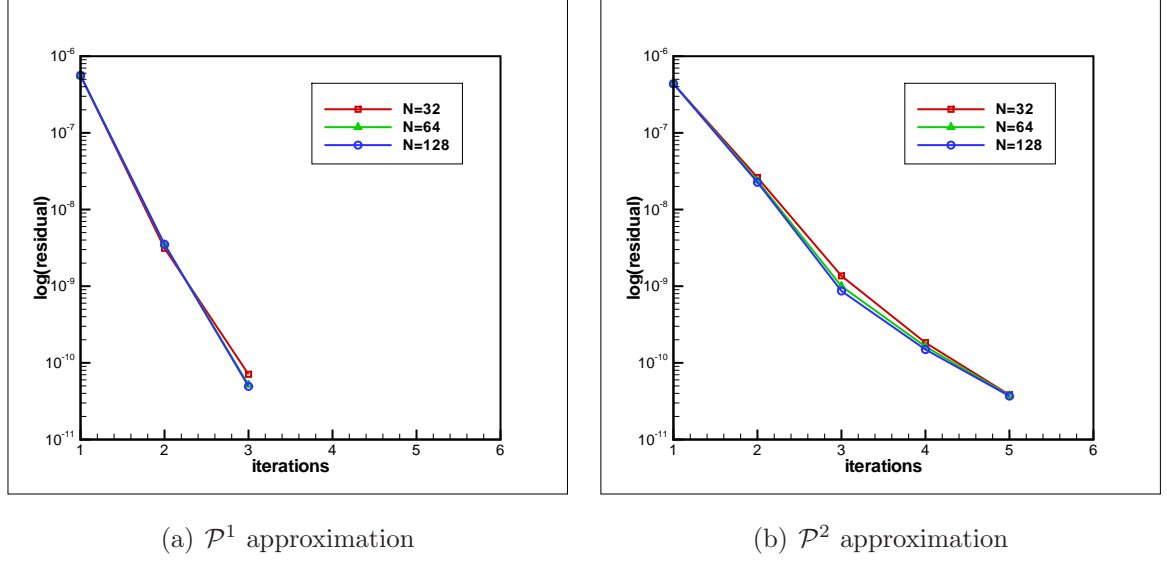 10^-6
10^-7
10^-8
10^-9
10^-10
10^-11
log(residual)
N=32
N=64
N=128
1 2 3 4 5 6
iterations
(a) 𝒫^1 approximation
10^-6
10^-7
10^-8
10^-9
10^-10
10^-11
log(residual)
N=32
N=64
N=128
1 2 3 4 5 6
iterations
(b) 𝒫^2 approximation